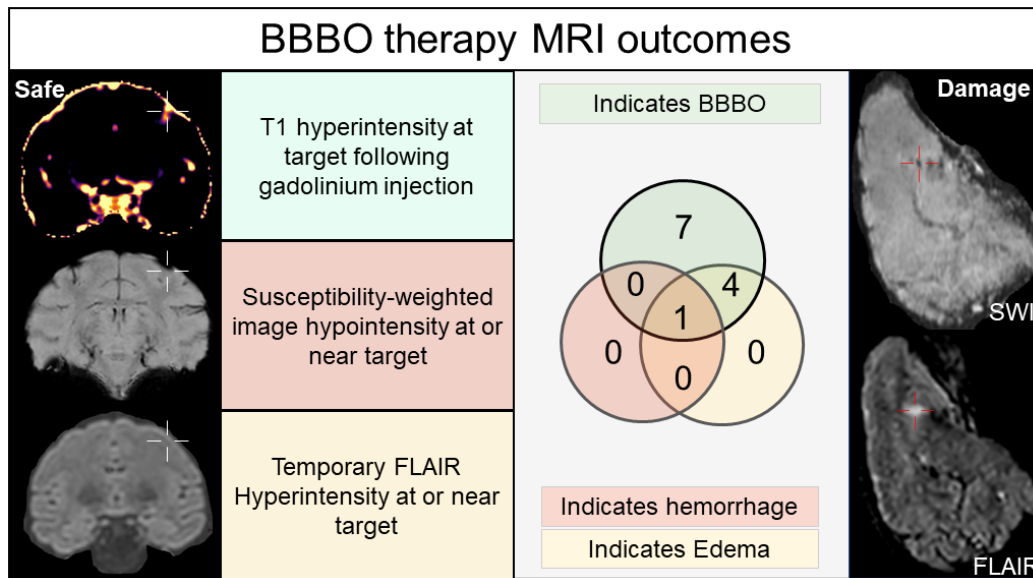 BBBO therapy MRI outcomes
Safe
T1 hyperintensity at
target following
gadolinium injection
Susceptibility-weighted
image hypointensity at or
near target
Temporary FLAIR
Hyperintensity at or near
target
Indicates BBBO
7
0
4
1
0
0
0
Indicates hemorrhage
Indicates Edema
Damage
SWI
FLAIR